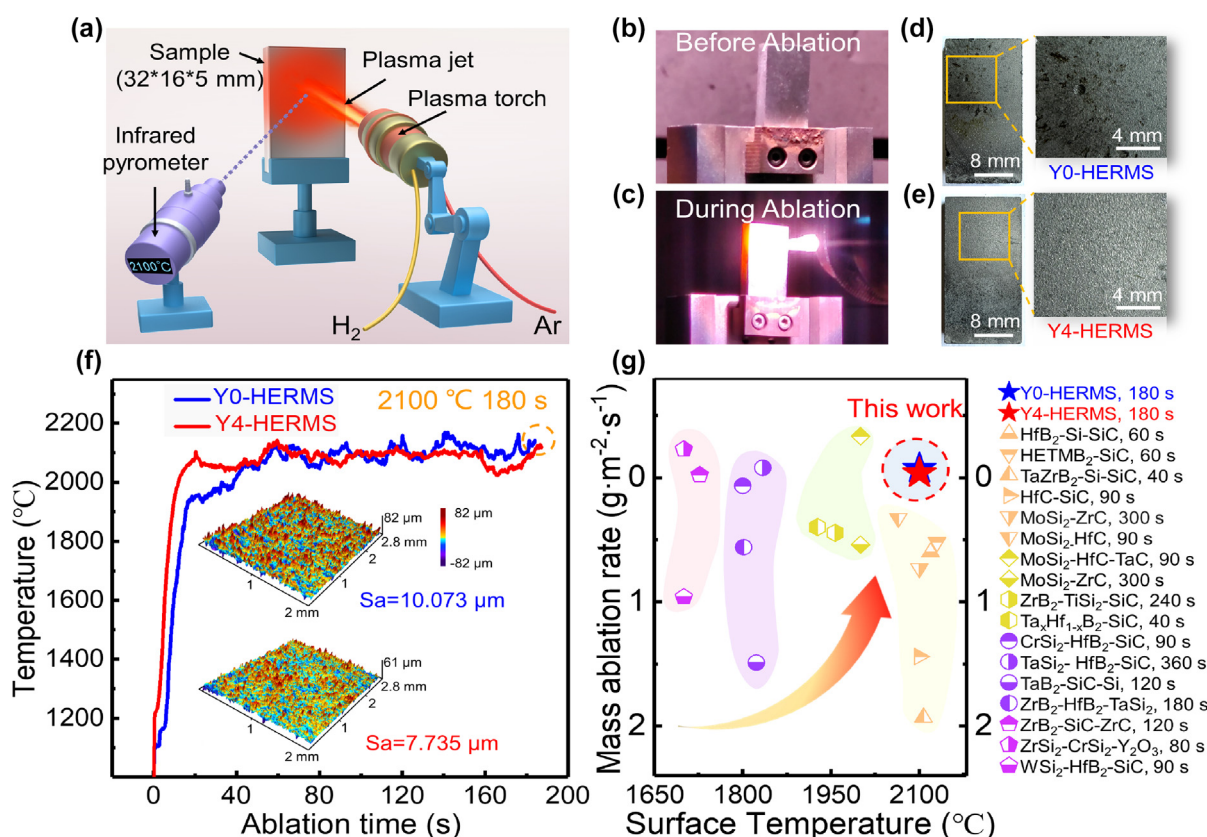 (a)
Sample
(32*16*5 mm)
Plasma jet
Plasma torch
Infrared
pyrometer
2100℃
H₂
Ar
(b)
Before Ablation
(c)
During Ablation
(d)
8 mm
4 mm
Y0-HERMS
(e)
8 mm
4 mm
Y4-HERMS
(f)
Y0-HERMS
Y4-HERMS
2100 ℃ 180 s
Temperature (℃)
2200
2000
1800
1600
1400
1200
82 µm
2.8 mm
1
1
2 mm
82 µm
-82 µm
Sa=10.073 µm
61 µm
2.8 mm
1
1
2 mm
Sa=7.735 µm
0 40 80 120 160 200
Ablation time (s)
(g)
This work
Mass ablation rate (g·m⁻²·s⁻¹)
0
1
2
0
1
2
1650 1800 1950 2100
Surface Temperature (℃)
Y0-HERMS, 180 s
Y4-HERMS, 180 s
HfB₂-Si-SiC, 60 s
HETMB₂-SiC, 60 s
TaZrB₂-Si-SiC, 40 s
HfC-SiC, 90 s
MoSi₂-ZrC, 300 s
MoSi₂-HfC, 90 s
MoSi₂-HfC-TaC, 90 s
MoSi₂-ZrC, 300 s
ZrB₂-TiSi₂-SiC, 240 s
TaₓHf₁₋ₓB₂-SiC, 40 s
CrSi₂-HfB₂-SiC, 90 s
TaSi₂- HfB₂-SiC, 360 s
TaB₂-SiC-Si, 120 s
ZrB₂-HfB₂-TaSi₂, 180 s
ZrB₂-SiC-ZrC, 120 s
ZrSi₂-CrSi₂-Y₂O₃, 80 s
WSi₂-HfB₂-SiC, 90 s